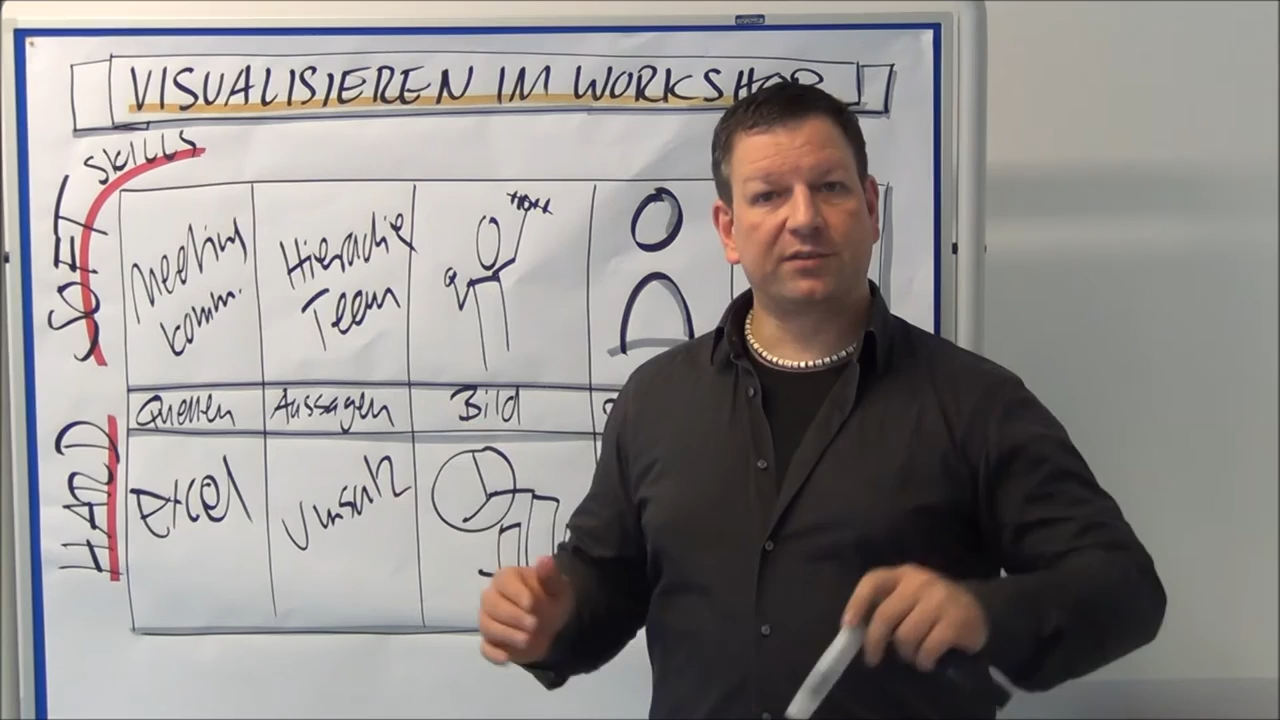 VISUALISIEREN IM WORKSHOP
SKILLS
SOFT
Meeting
komm.
Hierachie
Team
Quellen
Aussagen
Bild
HARD
excel
Umsatz